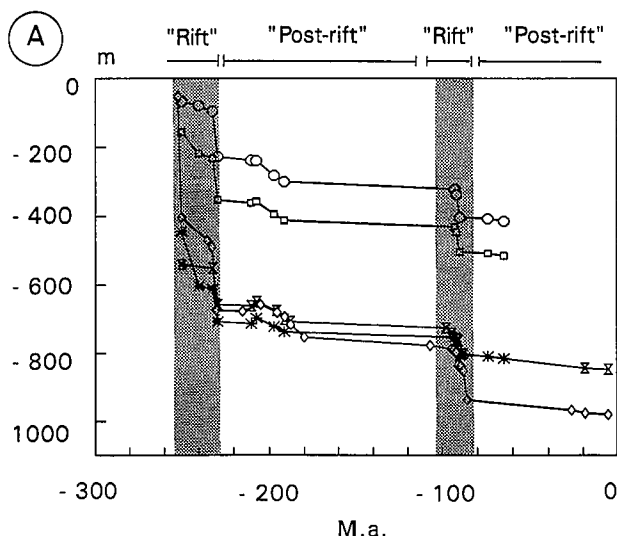 A
m
"Rift" "Post-rift" "Rift" "Post-rift"
0
- 200
- 400
- 600
- 800
1000
- 300 - 200 - 100 0
M.a.